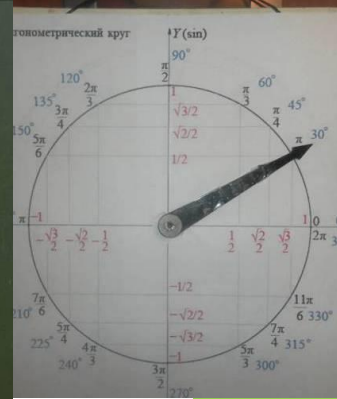 гонометрический круг Y (sin)
90°
π/2
120° 2π/3 1 π/3 60°
135° 3π/4 √3/2 π/4 45°
√2/2
150° 5π/6 1/2 π 30°
π -1 1 0
-√3/2 -√2/2 -1/2 1/2 √2/2 √3/2 2π
-1/2
7π/6 11π/6
210° -√2/2 330°
5π/4 7π/4
225° -√3/2 315°
4π/3 5π/3
240° -1 300°
3π/2
270°